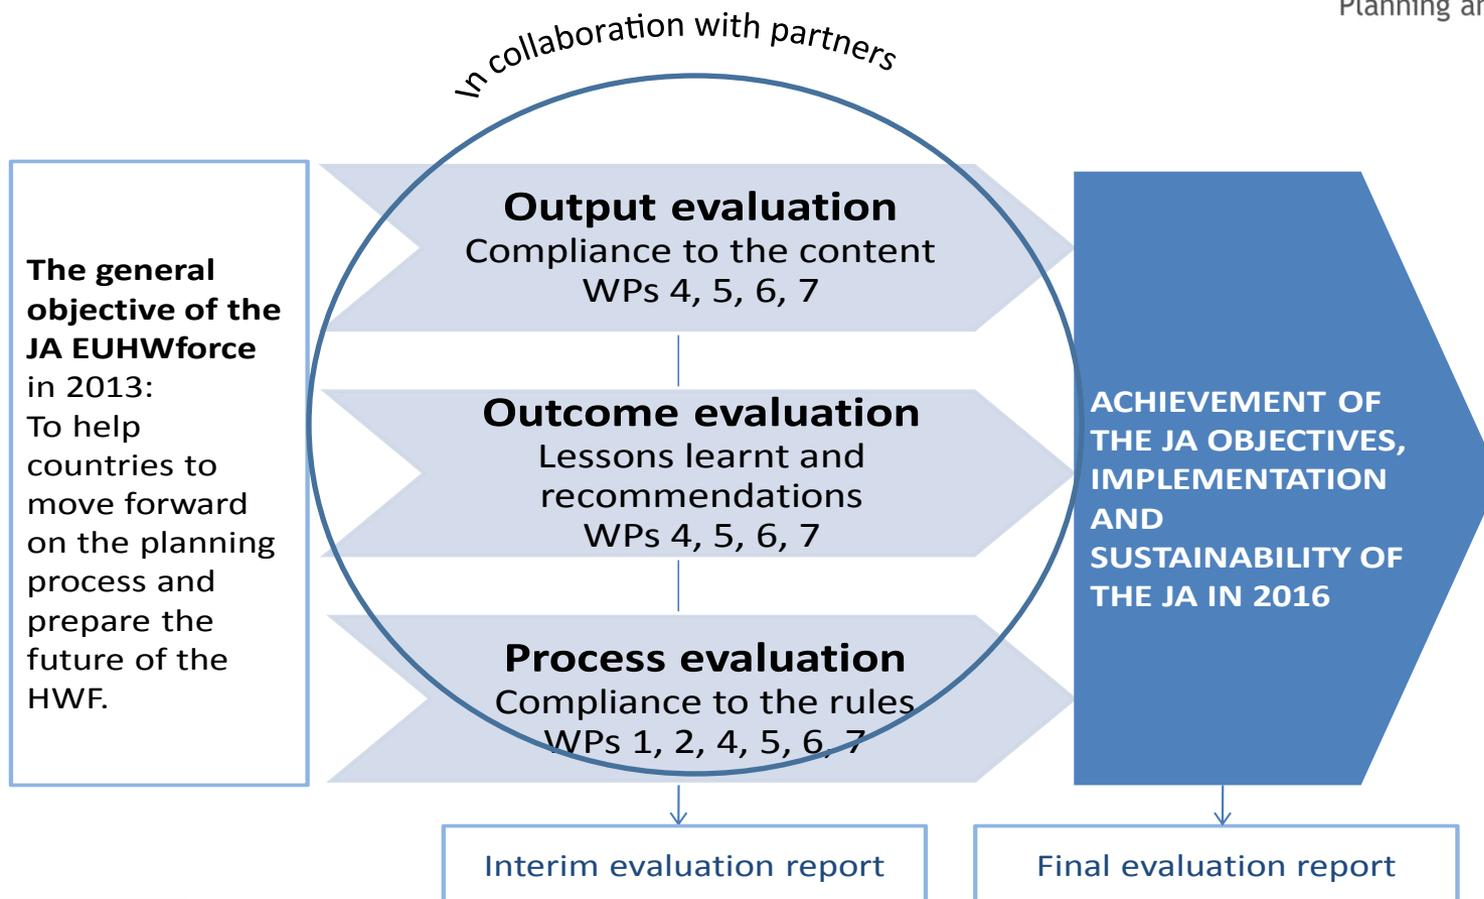 Planning
In collaboration with partners
The general
objective of the
JA EUHWforce
in 2013:
To help
countries to
move forward
on the planning
process and
prepare the
future of the
HWF.
Output evaluation
Compliance to the content
WPs 4, 5, 6, 7
Outcome evaluation
Lessons learnt and
recommendations
WPs 4, 5, 6, 7
Process evaluation
Compliance to the rules
WPs 1, 2, 4, 5, 6, 7
ACHIEVEMENT OF
THE JA OBJECTIVES,
IMPLEMENTATION
AND
SUSTAINABILITY OF
THE JA IN 2016
Interim evaluation report
Final evaluation report